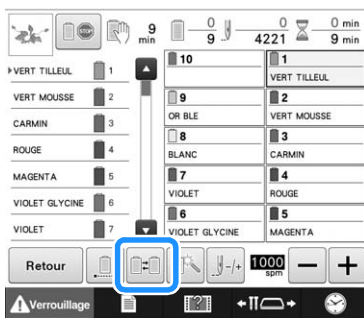 9
min
0
9
0
4221
0 min
9 min
VERT TILLEUL 1
VERT MOUSSE 2
CARMIN 3
ROUGE 4
MAGENTA 5
VIOLET GLYCINE 6
VIOLET 7
10
1
VERT TILLEUL
9
OR BLE
2
VERT MOUSSE
8
BLANC
3
CARMIN
7
VIOLET
4
ROUGE
6
VIOLET GLYCINE
5
MAGENTA
Retour
-/+
1000
spm
Verrouillage